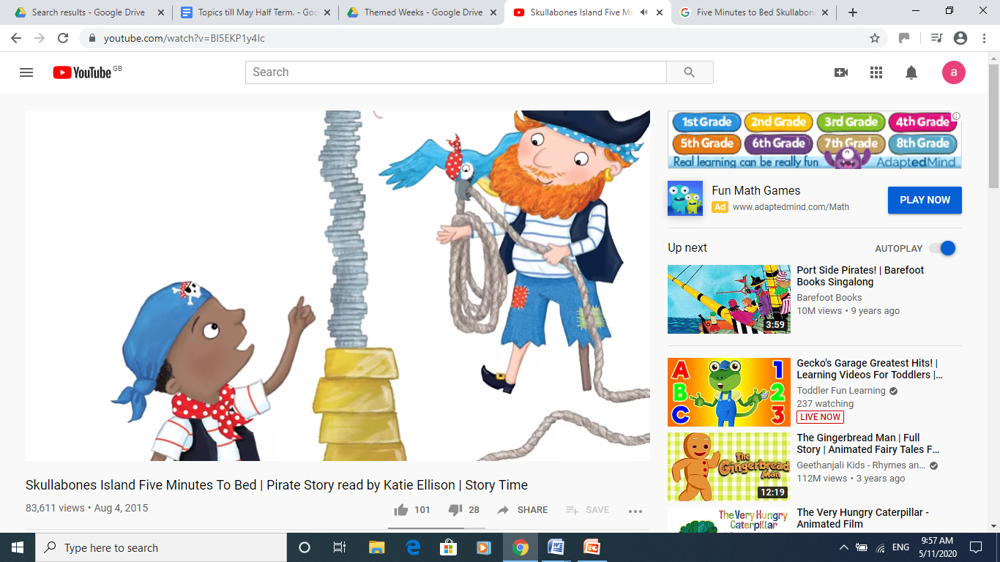 Search results - Google Drive
Topics till May Half Term. - Goo
Themed Weeks - Google Drive
Skullabones Island Five Mi
Five Minutes to Bed Skullabon
youtube.com/watch?v=BI5EKP1y4lc
YouTube GB
Search
a
1st Grade 2nd Grade 3rd Grade 4th Grade
5th Grade 6th Grade 7th Grade 8th Grade
Real learning can be really fun AdaptedMind
Fun Math Games
Ad www.adaptedmind.com/Math
PLAY NOW
Up next
AUTOPLAY
3:59
Port Side Pirates! | Barefoot
Books Singalong
Barefoot Books
10M views • 9 years ago
A 1
B 2
C 3
Gecko's Garage Greatest Hits! |
Learning Videos For Toddlers |...
Toddler Fun Learning
237 watching
LIVE NOW
The
Gingerbread
Man
12:19
The Gingerbread Man | Full
Story | Animated Fairy Tales F...
Geethanjali Kids - Rhymes an...
112M views • 3 years ago
The Very Hungry
Caterpillar
The Very Hungry Caterpillar -
Animated Film
Skullabones Island Five Minutes To Bed | Pirate Story read by Katie Ellison | Story Time
83,611 views • Aug 4, 2015
101
28
SHARE
SAVE
Type here to search
ENG
9:57 AM
5/11/2020